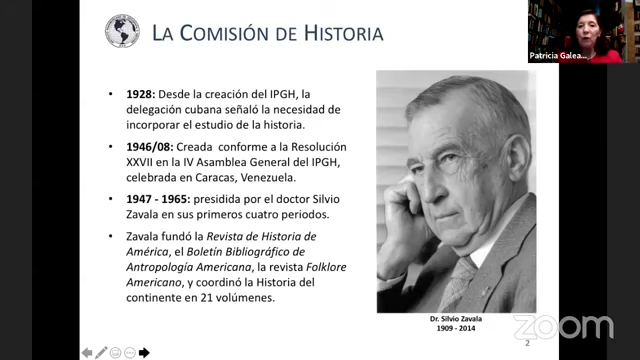 LA COMISIÓN DE HISTORIA
Patricia Galea...
• 1928: Desde la creación del IPGH, la
delegación cubana señaló la necesidad de
incorporar el estudio de la historia.
• 1946/08: Creada conforme a la Resolución
XXVII en la IV Asamblea General del IPGH,
celebrada en Caracas, Venezuela.
• 1947 - 1965: presidida por el doctor Silvio
Zavala en sus primeros cuatro periodos.
• Zavala fundó la Revista de Historia de
América, el Boletín Bibliográfico de
Antropología Americana, la revista Folklore
Americano, y coordinó la Historia del
continente en 21 volúmenes.
Dr. Silvio Zavala
1909 - 2014
2
zoom